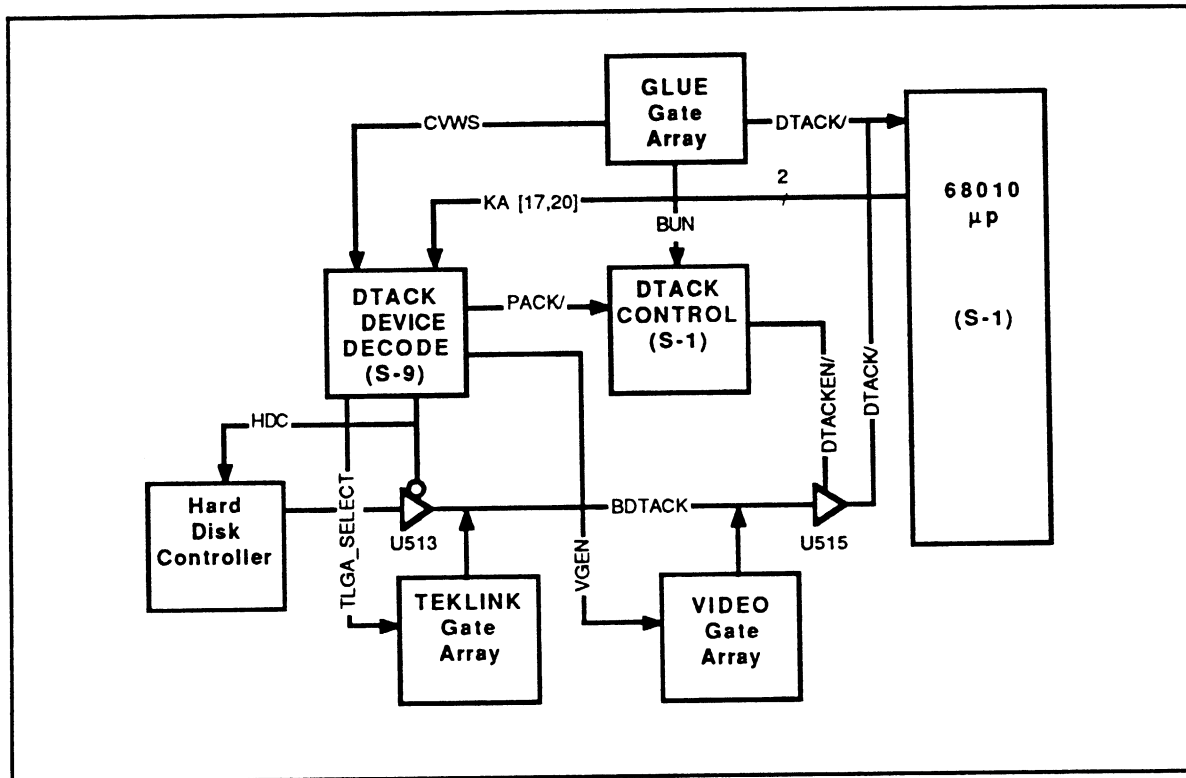 GLUE
Gate
Array
CVWS
DTACK/
2
KA [17,20]
BUN
68010
μp
(S-1)
DTACK
DEVICE
DECODE
(S-9)
PACK/
DTACK
CONTROL
(S-1)
DTACKEN/
DTACK/
HDC
Hard
Disk
Controller
TLGA_SELECT
U513
BDTACK
VGEN
U515
TEKLINK
Gate
Array
VIDEO
Gate
Array